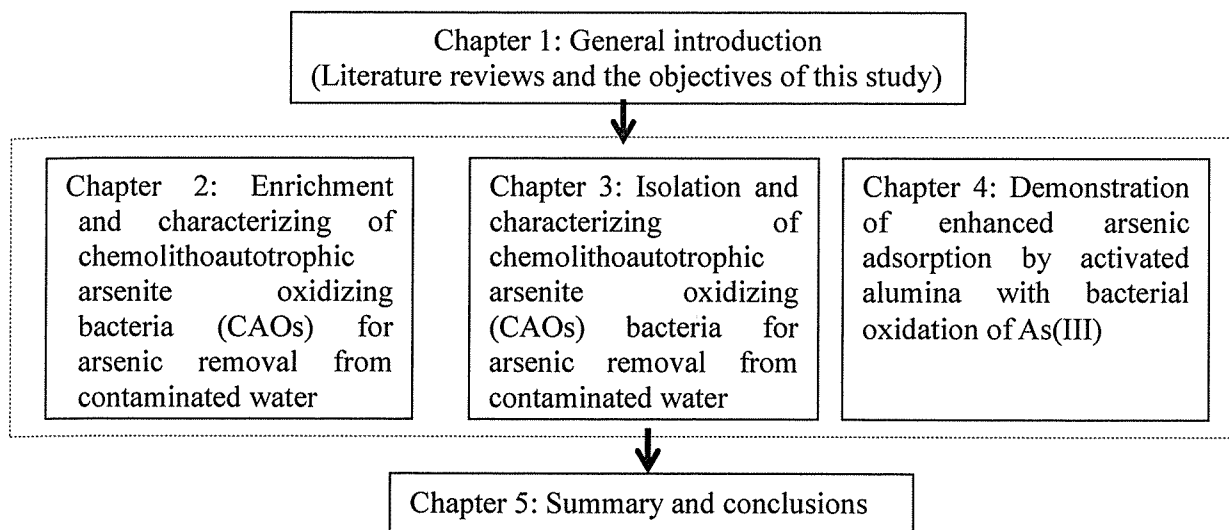 Chapter 1: General introduction
(Literature reviews and the objectives of this study)
Chapter 2: Enrichment
and characterizing of
chemolithoautotrophic
arsenite oxidizing
bacteria (CAOs) for
arsenic removal from
contaminated water
Chapter 3: Isolation and
characterizing of
chemolithoautotrophic
arsenite oxidizing
(CAOs) bacteria for
arsenic removal from
contaminated water
Chapter 4: Demonstration
of enhanced arsenic
adsorption by activated
alumina with bacterial
oxidation of As(III)
Chapter 5: Summary and conclusions